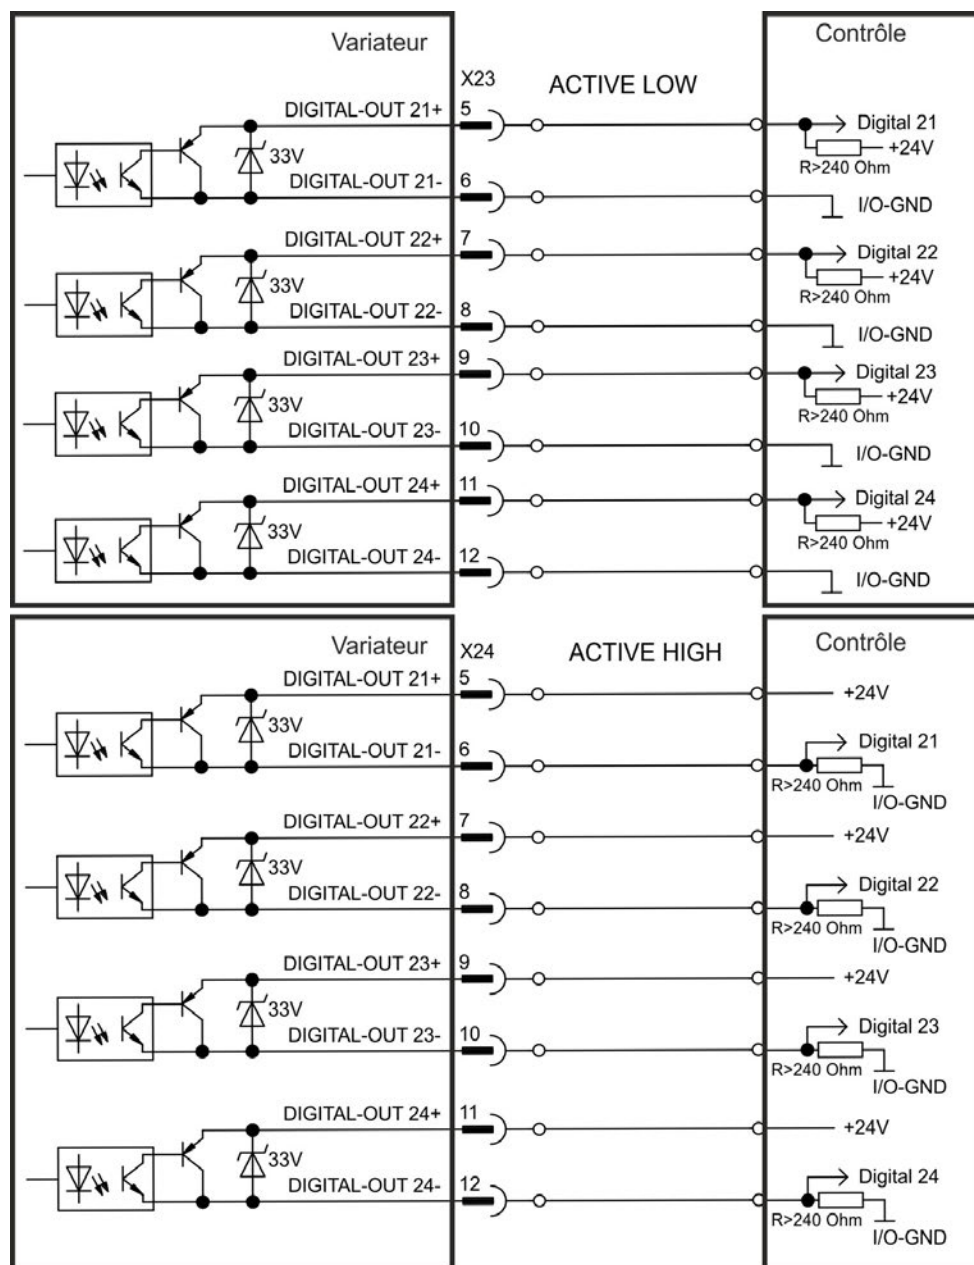 Variateur
Contrôle
X23
ACTIVE LOW
DIGITAL-OUT 21+
5
Digital 21
33V
+24V
R>240 Ohm
DIGITAL-OUT 21-
6
I/O-GND
DIGITAL-OUT 22+
7
Digital 22
33V
+24V
R>240 Ohm
DIGITAL-OUT 22-
8
I/O-GND
DIGITAL-OUT 23+
9
Digital 23
33V
+24V
R>240 Ohm
DIGITAL-OUT 23-
10
I/O-GND
DIGITAL-OUT 24+
11
Digital 24
33V
+24V
R>240 Ohm
DIGITAL-OUT 24-
12
I/O-GND
Variateur
Contrôle
X24
ACTIVE HIGH
DIGITAL-OUT 21+
5
+24V
33V
DIGITAL-OUT 21-
6
Digital 21
R>240 Ohm
I/O-GND
DIGITAL-OUT 22+
7
+24V
33V
DIGITAL-OUT 22-
8
Digital 22
R>240 Ohm
I/O-GND
DIGITAL-OUT 23+
9
+24V
33V
DIGITAL-OUT 23-
10
Digital 23
R>240 Ohm
I/O-GND
DIGITAL-OUT 24+
11
+24V
33V
DIGITAL-OUT 24-
12
Digital 24
R>240 Ohm
I/O-GND